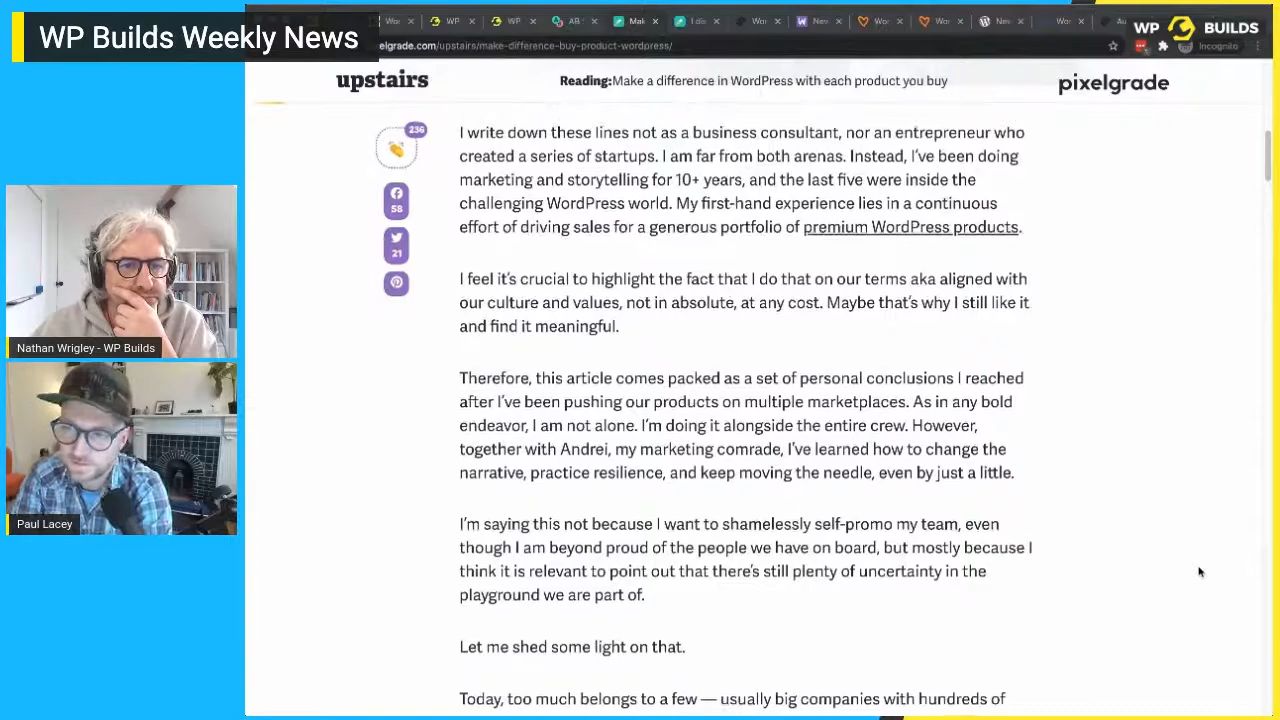 WP Builds Weekly News
WP
WP
AB
Mak
I dis
Wor
New
Wor
Wor
New
Wor
Au
WP BUILDS
elgrade.com/upstairs/make-difference-buy-product-wordpress/
Incognito
upstairs
Reading:Make a difference in WordPress with each product you buy
pixelgrade
236
58
21
I write down these lines not as a business consultant, nor an entrepreneur who
created a series of startups. I am far from both arenas. Instead, I've been doing
marketing and storytelling for 10+ years, and the last five were inside the
challenging WordPress world. My first-hand experience lies in a continuous
effort of driving sales for a generous portfolio of premium WordPress products.
I feel it's crucial to highlight the fact that I do that on our terms aka aligned with
our culture and values, not in absolute, at any cost. Maybe that's why I still like it
and find it meaningful.
Therefore, this article comes packed as a set of personal conclusions I reached
after I've been pushing our products on multiple marketplaces. As in any bold
endeavor, I am not alone. I'm doing it alongside the entire crew. However,
together with Andrei, my marketing comrade, I've learned how to change the
narrative, practice resilience, and keep moving the needle, even by just a little.
I'm saying this not because I want to shamelessly self-promo my team, even
though I am beyond proud of the people we have on board, but mostly because I
think it is relevant to point out that there's still plenty of uncertainty in the
playground we are part of.
Let me shed some light on that.
Today, too much belongs to a few — usually big companies with hundreds of
Nathan Wrigley - WP Builds
Paul Lacey